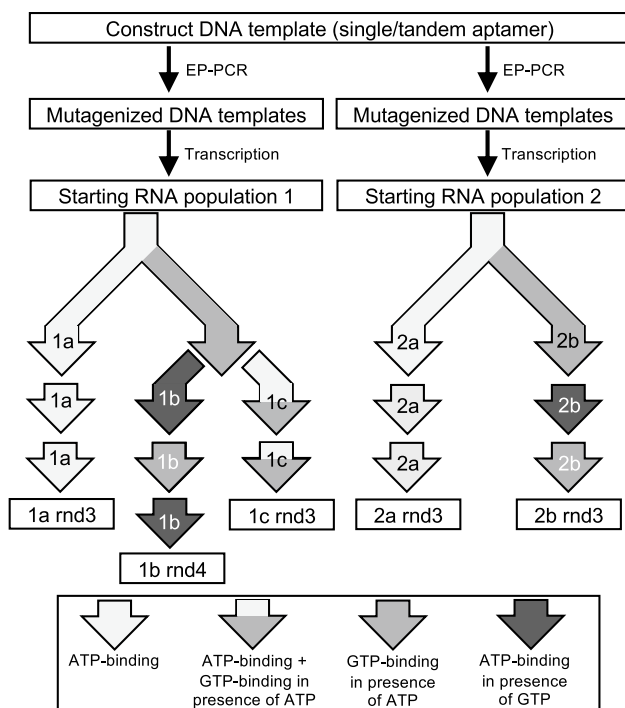 Construct DNA template (single/tandem aptamer)
EP-PCR EP-PCR
Mutagenized DNA templates Mutagenized DNA templates
Transcription Transcription
Starting RNA population 1 Starting RNA population 2
1a 2a 2b
1a 1b 1c 2a 2b
1a 1b 1c 2a 2b
1a rnd3 1b 1c rnd3 2a rnd3 2b rnd3
1b rnd4
ATP-binding
ATP-binding +
GTP-binding in
presence of ATP
GTP-binding
in presence
of ATP
ATP-binding
in presence
of GTP